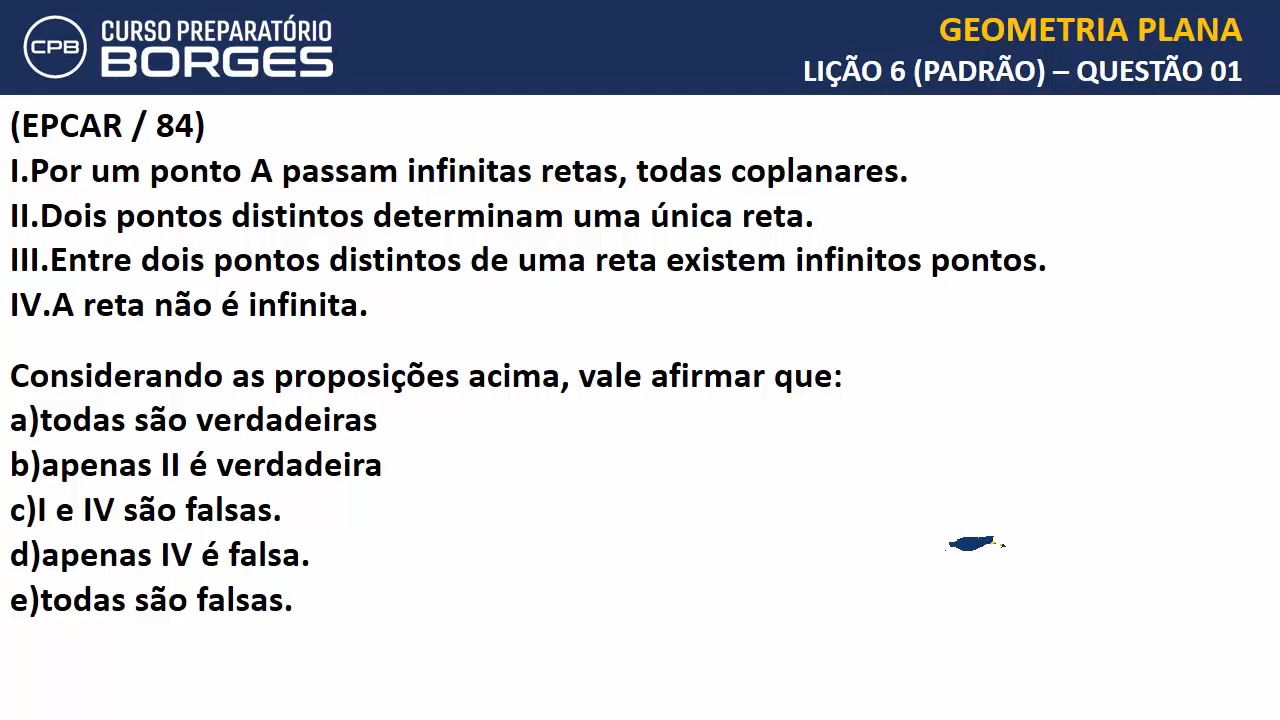 CPB
CURSO PREPARATÓRIO
BORGES
GEOMETRIA PLANA
LIÇÃO 6 (PADRÃO) – QUESTÃO 01
(EPCAR / 84)
I.Por um ponto A passam infinitas retas, todas coplanares.
II.Dois pontos distintos determinam uma única reta.
III.Entre dois pontos distintos de uma reta existem infinitos pontos.
IV.A reta não é infinita.
Considerando as proposições acima, vale afirmar que:
a)todas são verdadeiras
b)apenas II é verdadeira
c)I e IV são falsas.
d)apenas IV é falsa.
e)todas são falsas.